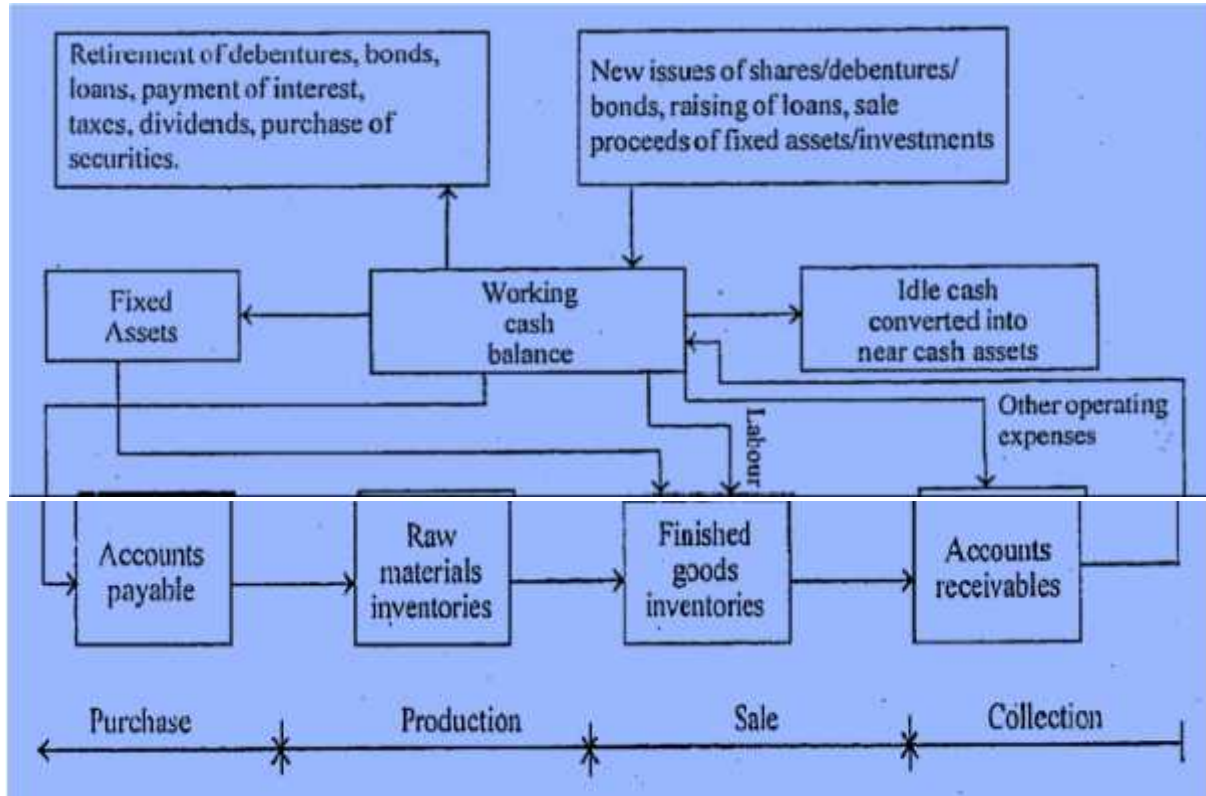 Retirement of debentures, bonds,
loans, payment of interest,
taxes, dividends, purchase of
securities.
New issues of shares/debentures/
bonds, raising of loans, sale
proceeds of fixed assets/investments
Fixed
Assets
Working
cash
balance
Idle cash
converted into
near cash assets
Labour
Other operating
expenses
Accounts
payable
Raw
materials
inventories
Finished
goods
inventories
Accounts
receivables
Purchase
Production
Sale
Collection